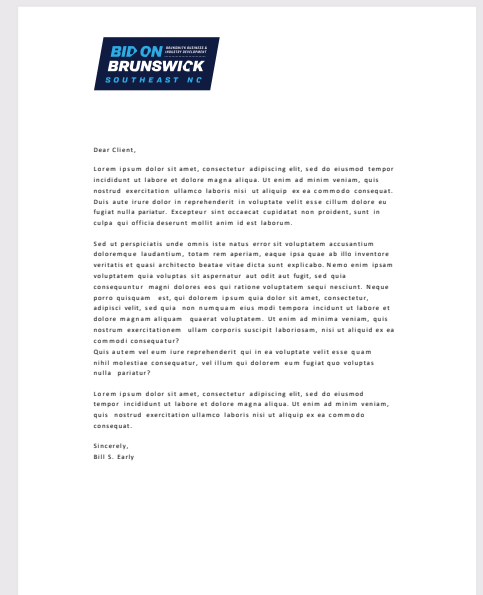 BID ON BRUNSWICK BUSINESS &
INDUSTRY DEVELOPMENT
BRUNSWICK
SOUTHEAST NC
Dear Client,
Lorem ipsum dolor sit amet, consectetur adipiscing elit, sed do eiusmod tempor
incididunt ut labore et dolore magna aliqua. Ut enim ad minim veniam, quis
nostrud exercitation ullamco laboris nisi ut aliquip ex ea commodo consequat.
Duis aute irure dolor in reprehenderit in voluptate velit esse cillum dolore eu
fugiat nulla pariatur. Excepteur sint occaecat cupidatat non proident, sunt in
culpa qui officia deserunt mollit anim id est laborum.
Sed ut perspiciatis unde omnis iste natus error sit voluptatem accusantium
doloremque laudantium, totam rem aperiam, eaque ipsa quae ab illo inventore
veritatis et quasi architecto beatae vitae dicta sunt explicabo. Nemo enim ipsam
voluptatem quia voluptas sit aspernatur aut odit aut fugit, sed quia
consequuntur magni dolores eos qui ratione voluptatem sequi nesciunt. Neque
porro quisquam est, qui dolorem ipsum quia dolor sit amet, consectetur,
adipisci velit, sed quia non numquam eius modi tempora incidunt ut labore et
dolore magnam aliquam quaerat voluptatem. Ut enim ad minima veniam, quis
nostrum exercitationem ullam corporis suscipit laboriosam, nisi ut aliquid ex ea
commodi consequatur?
Quis autem vel eum iure reprehenderit qui in ea voluptate velit esse quam
nihil molestiae consequatur, vel illum qui dolorem eum fugiat quo voluptas
nulla pariatur?
Lorem ipsum dolor sit amet, consectetur adipiscing elit, sed do eiusmod
tempor incididunt ut labore et dolore magna aliqua. Ut enim ad minim veniam,
quis nostrud exercitation ullamco laboris nisi ut aliquip ex ea commodo
consequat.
Sincerely,
Bill S. Early